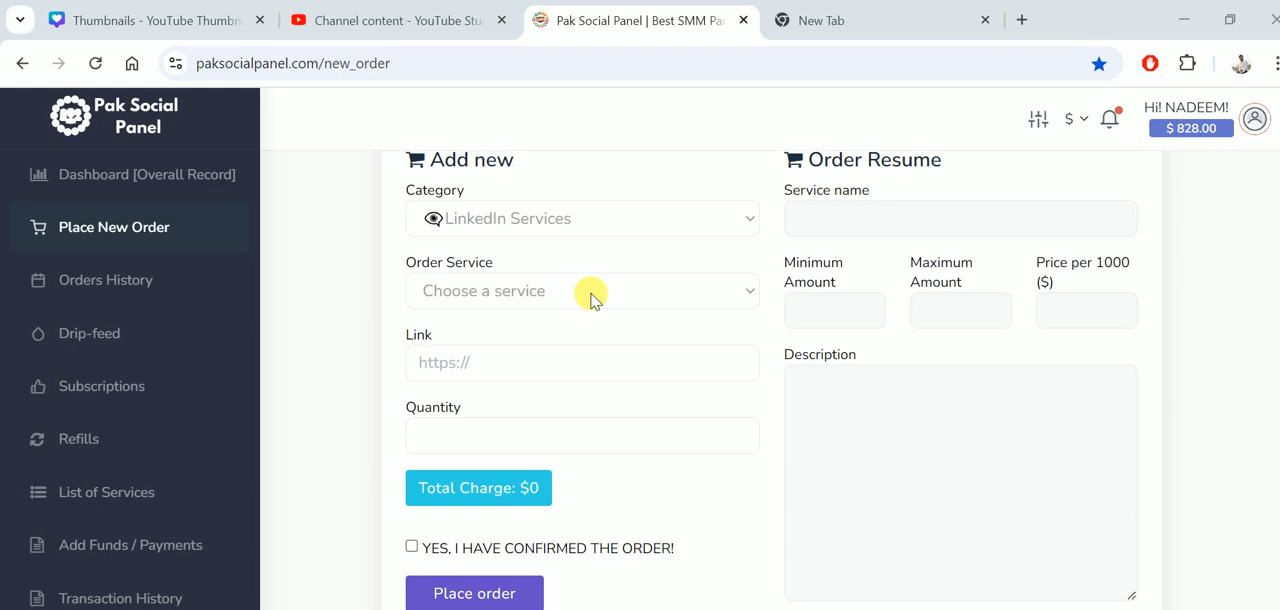 Thumbnails - YouTube Thumbn
Channel content - YouTube Stu
Pak Social Panel | Best SMM Pa
New Tab
paksocialpanel.com/new_order
Pak Social
Panel
$
Hi! NADEEM!
$ 828.00
Dashboard [Overall Record]
Place New Order
Orders History
Drip-feed
Subscriptions
Refills
List of Services
Add Funds / Payments
Transaction History
Add new
Category
LinkedIn Services
Order Service
Choose a service
Link
https://
Quantity
Total Charge: $0
YES, I HAVE CONFIRMED THE ORDER!
Place order
Order Resume
Service name
Minimum
Amount
Maximum
Amount
Price per 1000
($)
Description